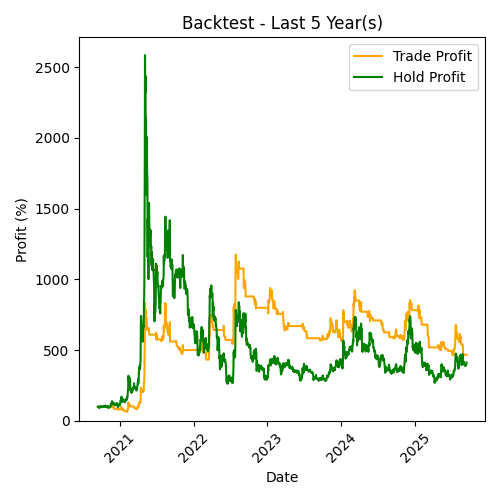 Backtest - Last 5 Year(s)
Trade Profit
Hold Profit
Profit (%)
2500
2000
1500
1000
500
0
2021
2022
2023
2024
2025
Date